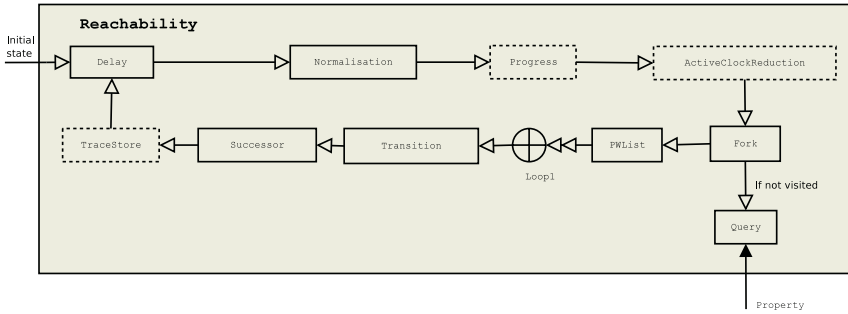 Reachability
Initial
state
Delay
Normalisation
Progress
ActiveClockReduction
TraceStore
Successor
Transition
Loop1
PWList
Fork
If not visited
Query
Property